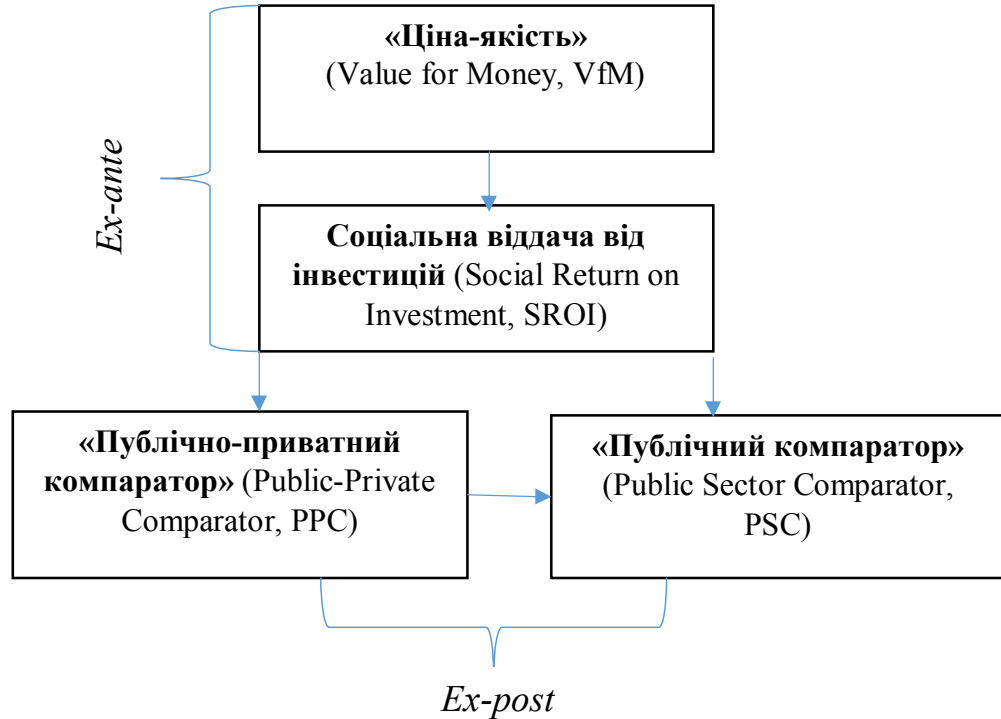 «Ціна-якість»
(Value for Money, VfM)
Ex-ante
Соціальна віддача від
інвестицій (Social Return on
Investment, SROI)
«Публічно-приватний
компаратор» (Public-Private
Comparator, PPC)
«Публічний компаратор»
(Public Sector Comparator,
PSC)
Ex-post